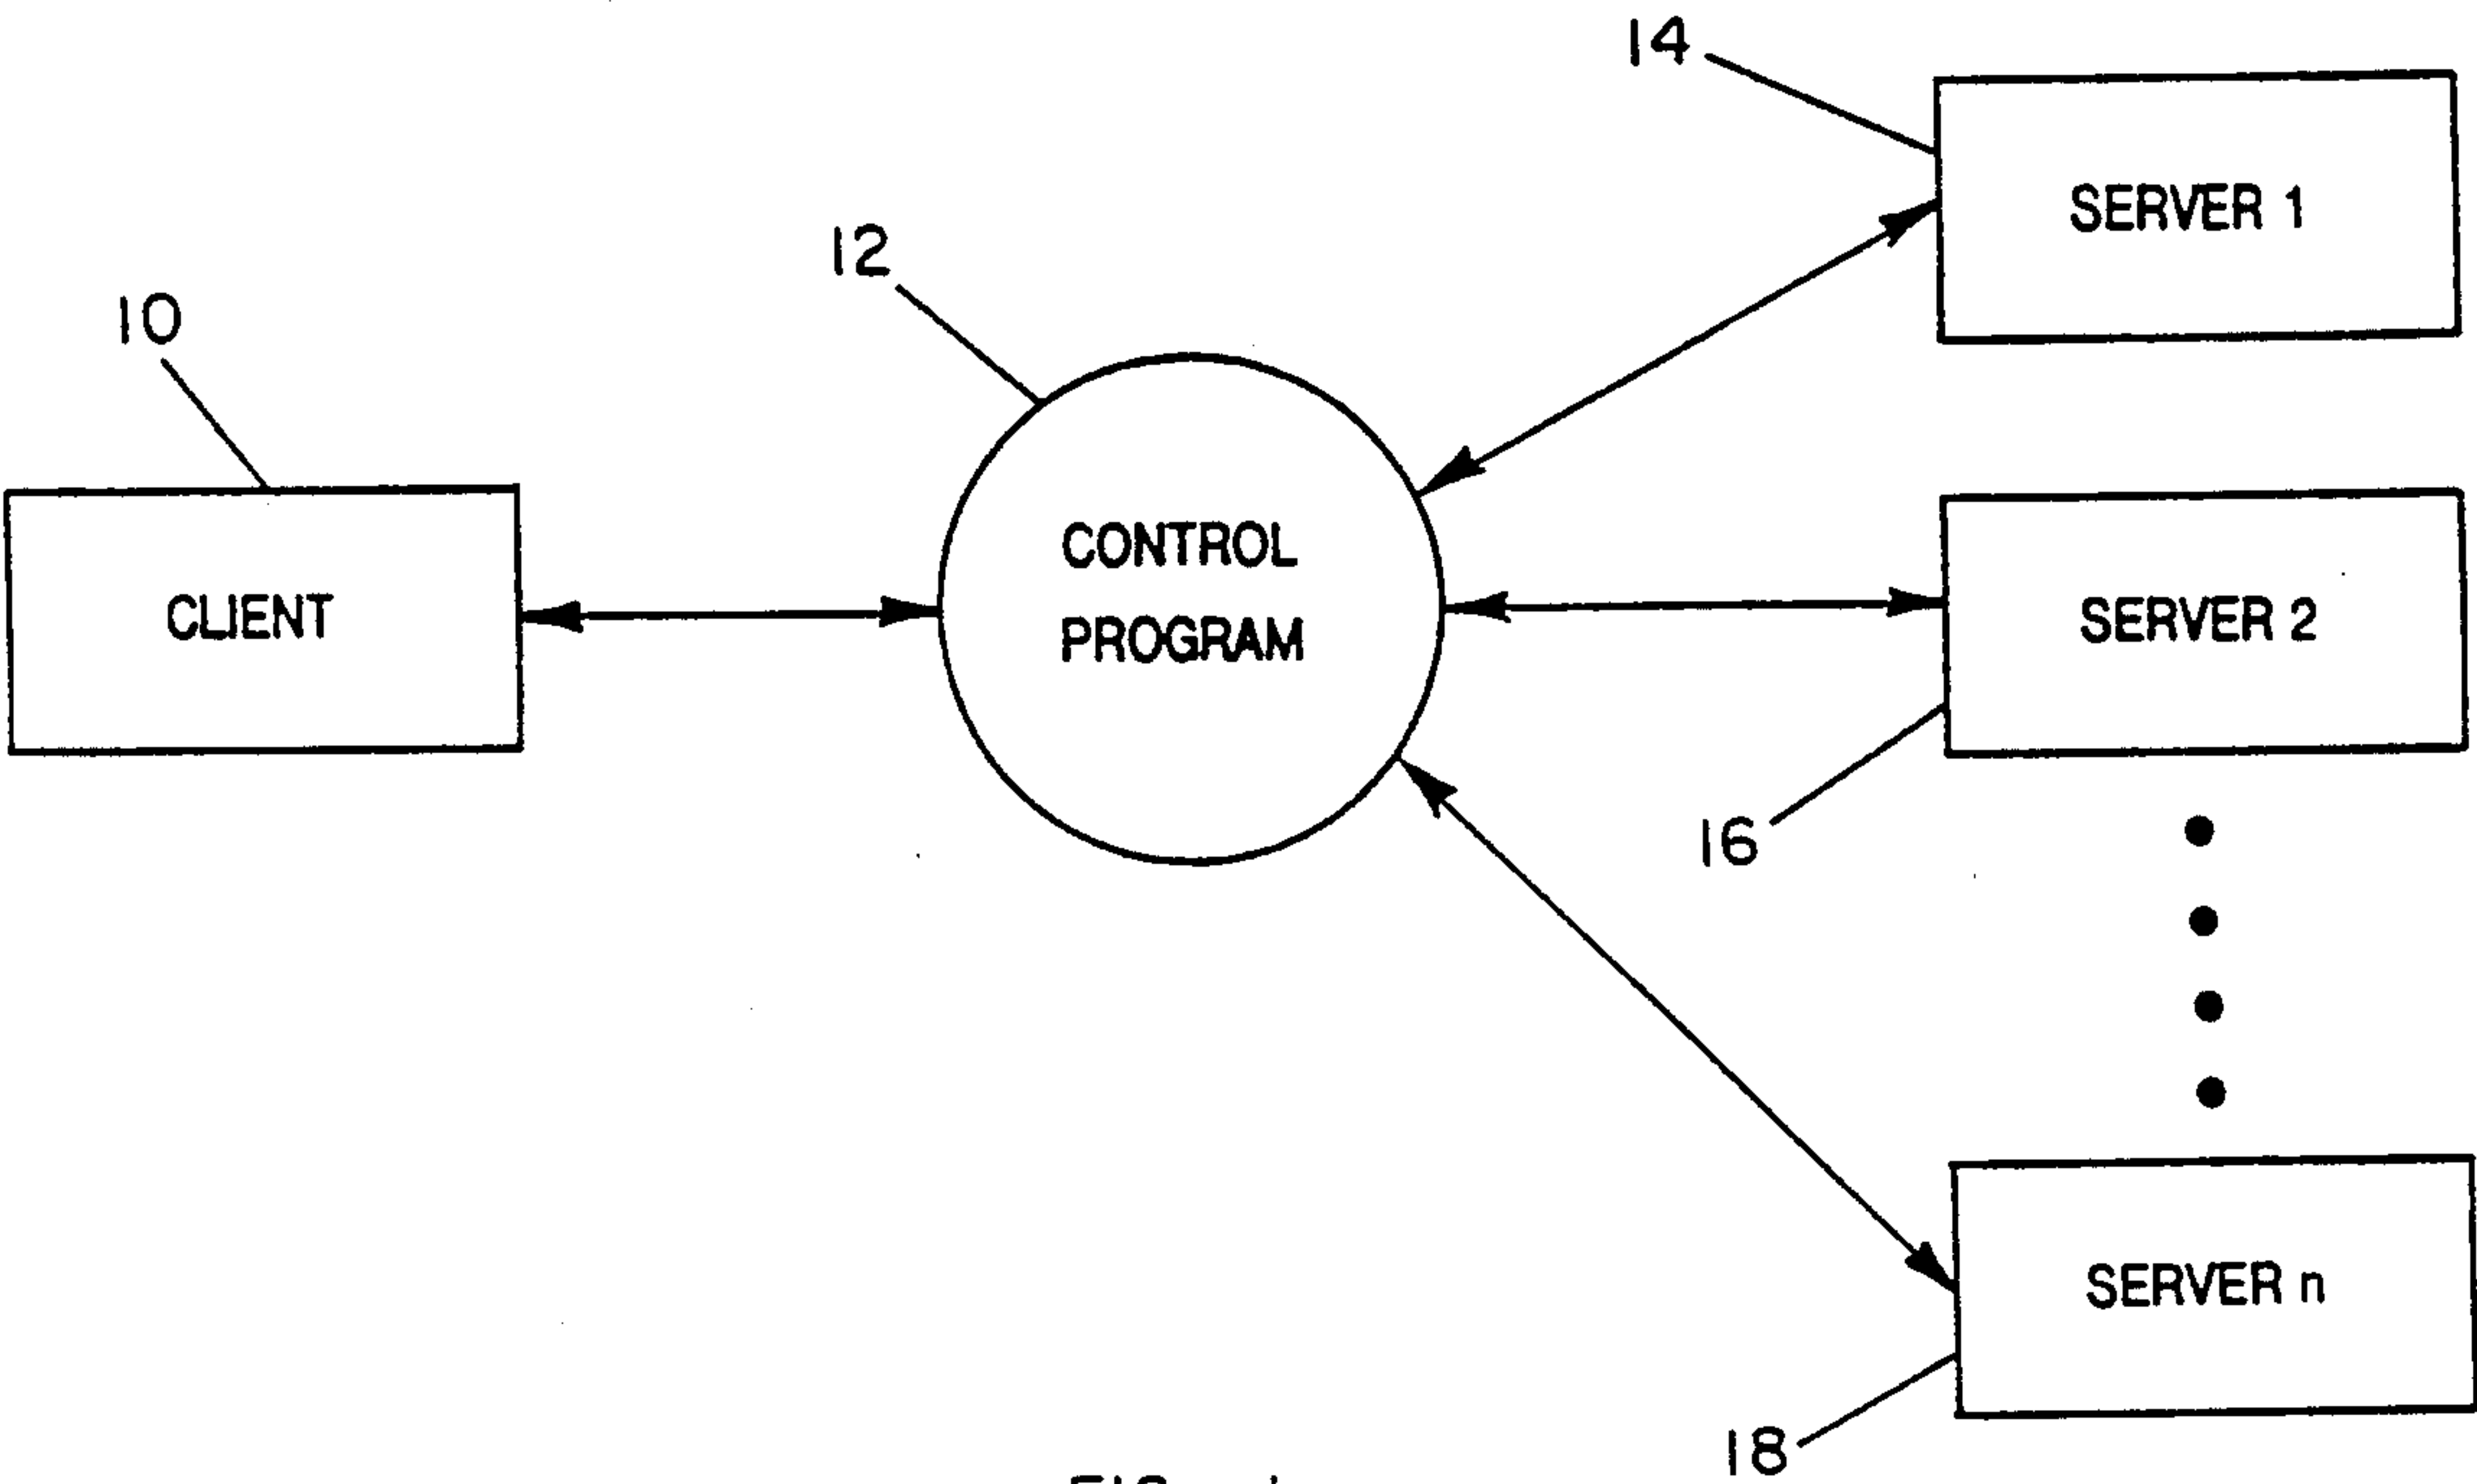 14
SERVER 1
12
10
CONTROL
PROGRAM
CLIENT
SERVER 2
16
SERVER n
18